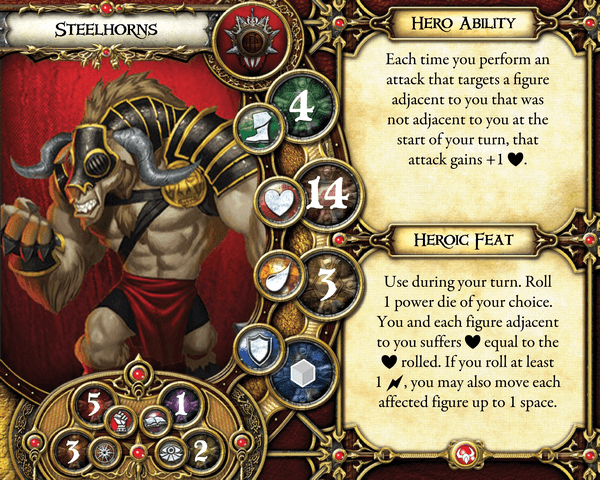 Steelhorns
4
14
3
5
1
3
2
Hero Ability
Each time you perform an
attack that targets a figure
adjacent to you that was
not adjacent to you at the
start of your turn, that
attack gains +1 ♥.
Heroic Feat
Use during your turn. Roll
1 power die of your choice.
You and each figure adjacent
to you suffers ♥ equal to the
♥ rolled. If you roll at least
1 , you may also move each
affected figure up to 1 space.